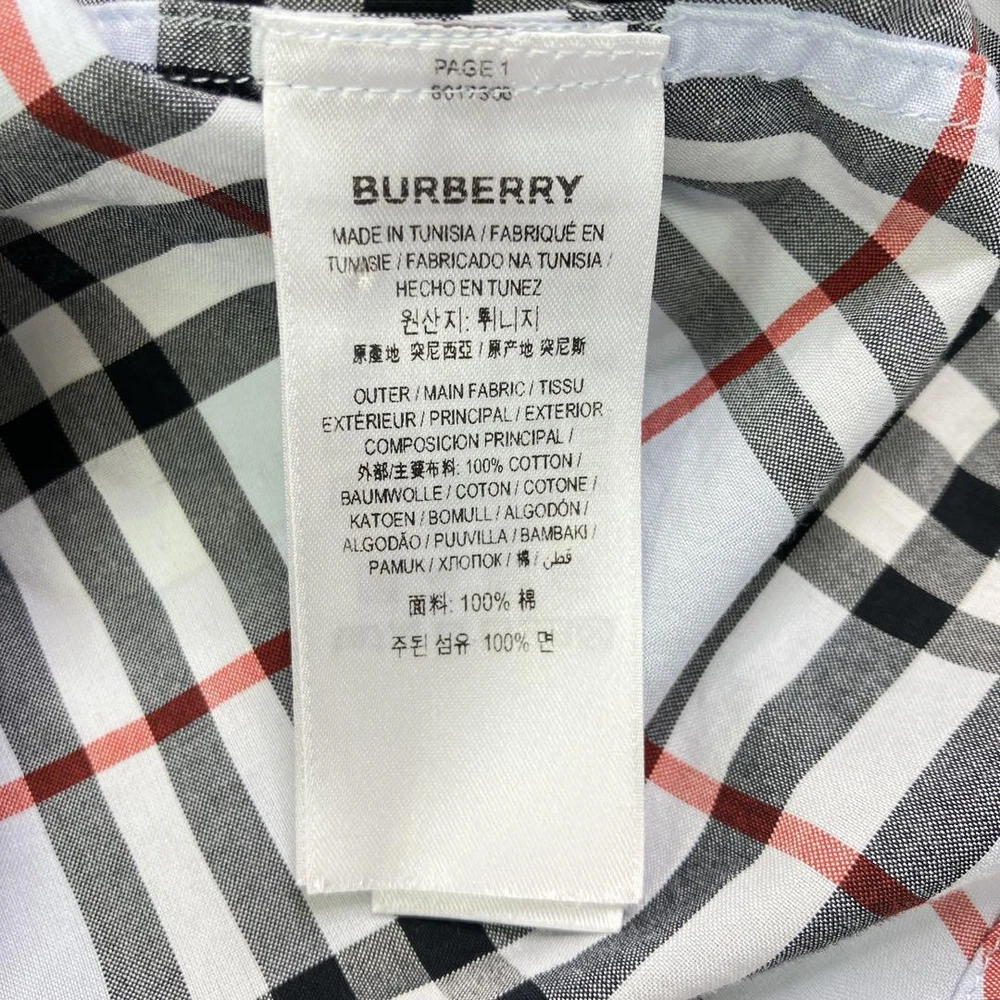 PAGE 1
8017308
BURBERRY
MADE IN TUNISIA / FABRIQUÉ EN
TUNISIE / FABRICADO NA TUNISIA /
HECHO EN TUNEZ
원산지: 튀니지
原產地 突尼西亞 / 原产地 突尼斯
OUTER / MAIN FABRIC / TISSU
EXTÉRIEUR / PRINCIPAL / EXTERIOR
COMPOSICION PRINCIPAL /
外部/主要布料: 100% COTTON /
BAUMWOLLE / COTON / COTONE /
KATOEN / BOMULL / ALGODÓN /
ALGODÃO / PUUVILLA / BAMBAKI /
PAMUK / ХЛОПОК / 棉 / قطن
面料: 100% 棉
주된 섬유 100% 면